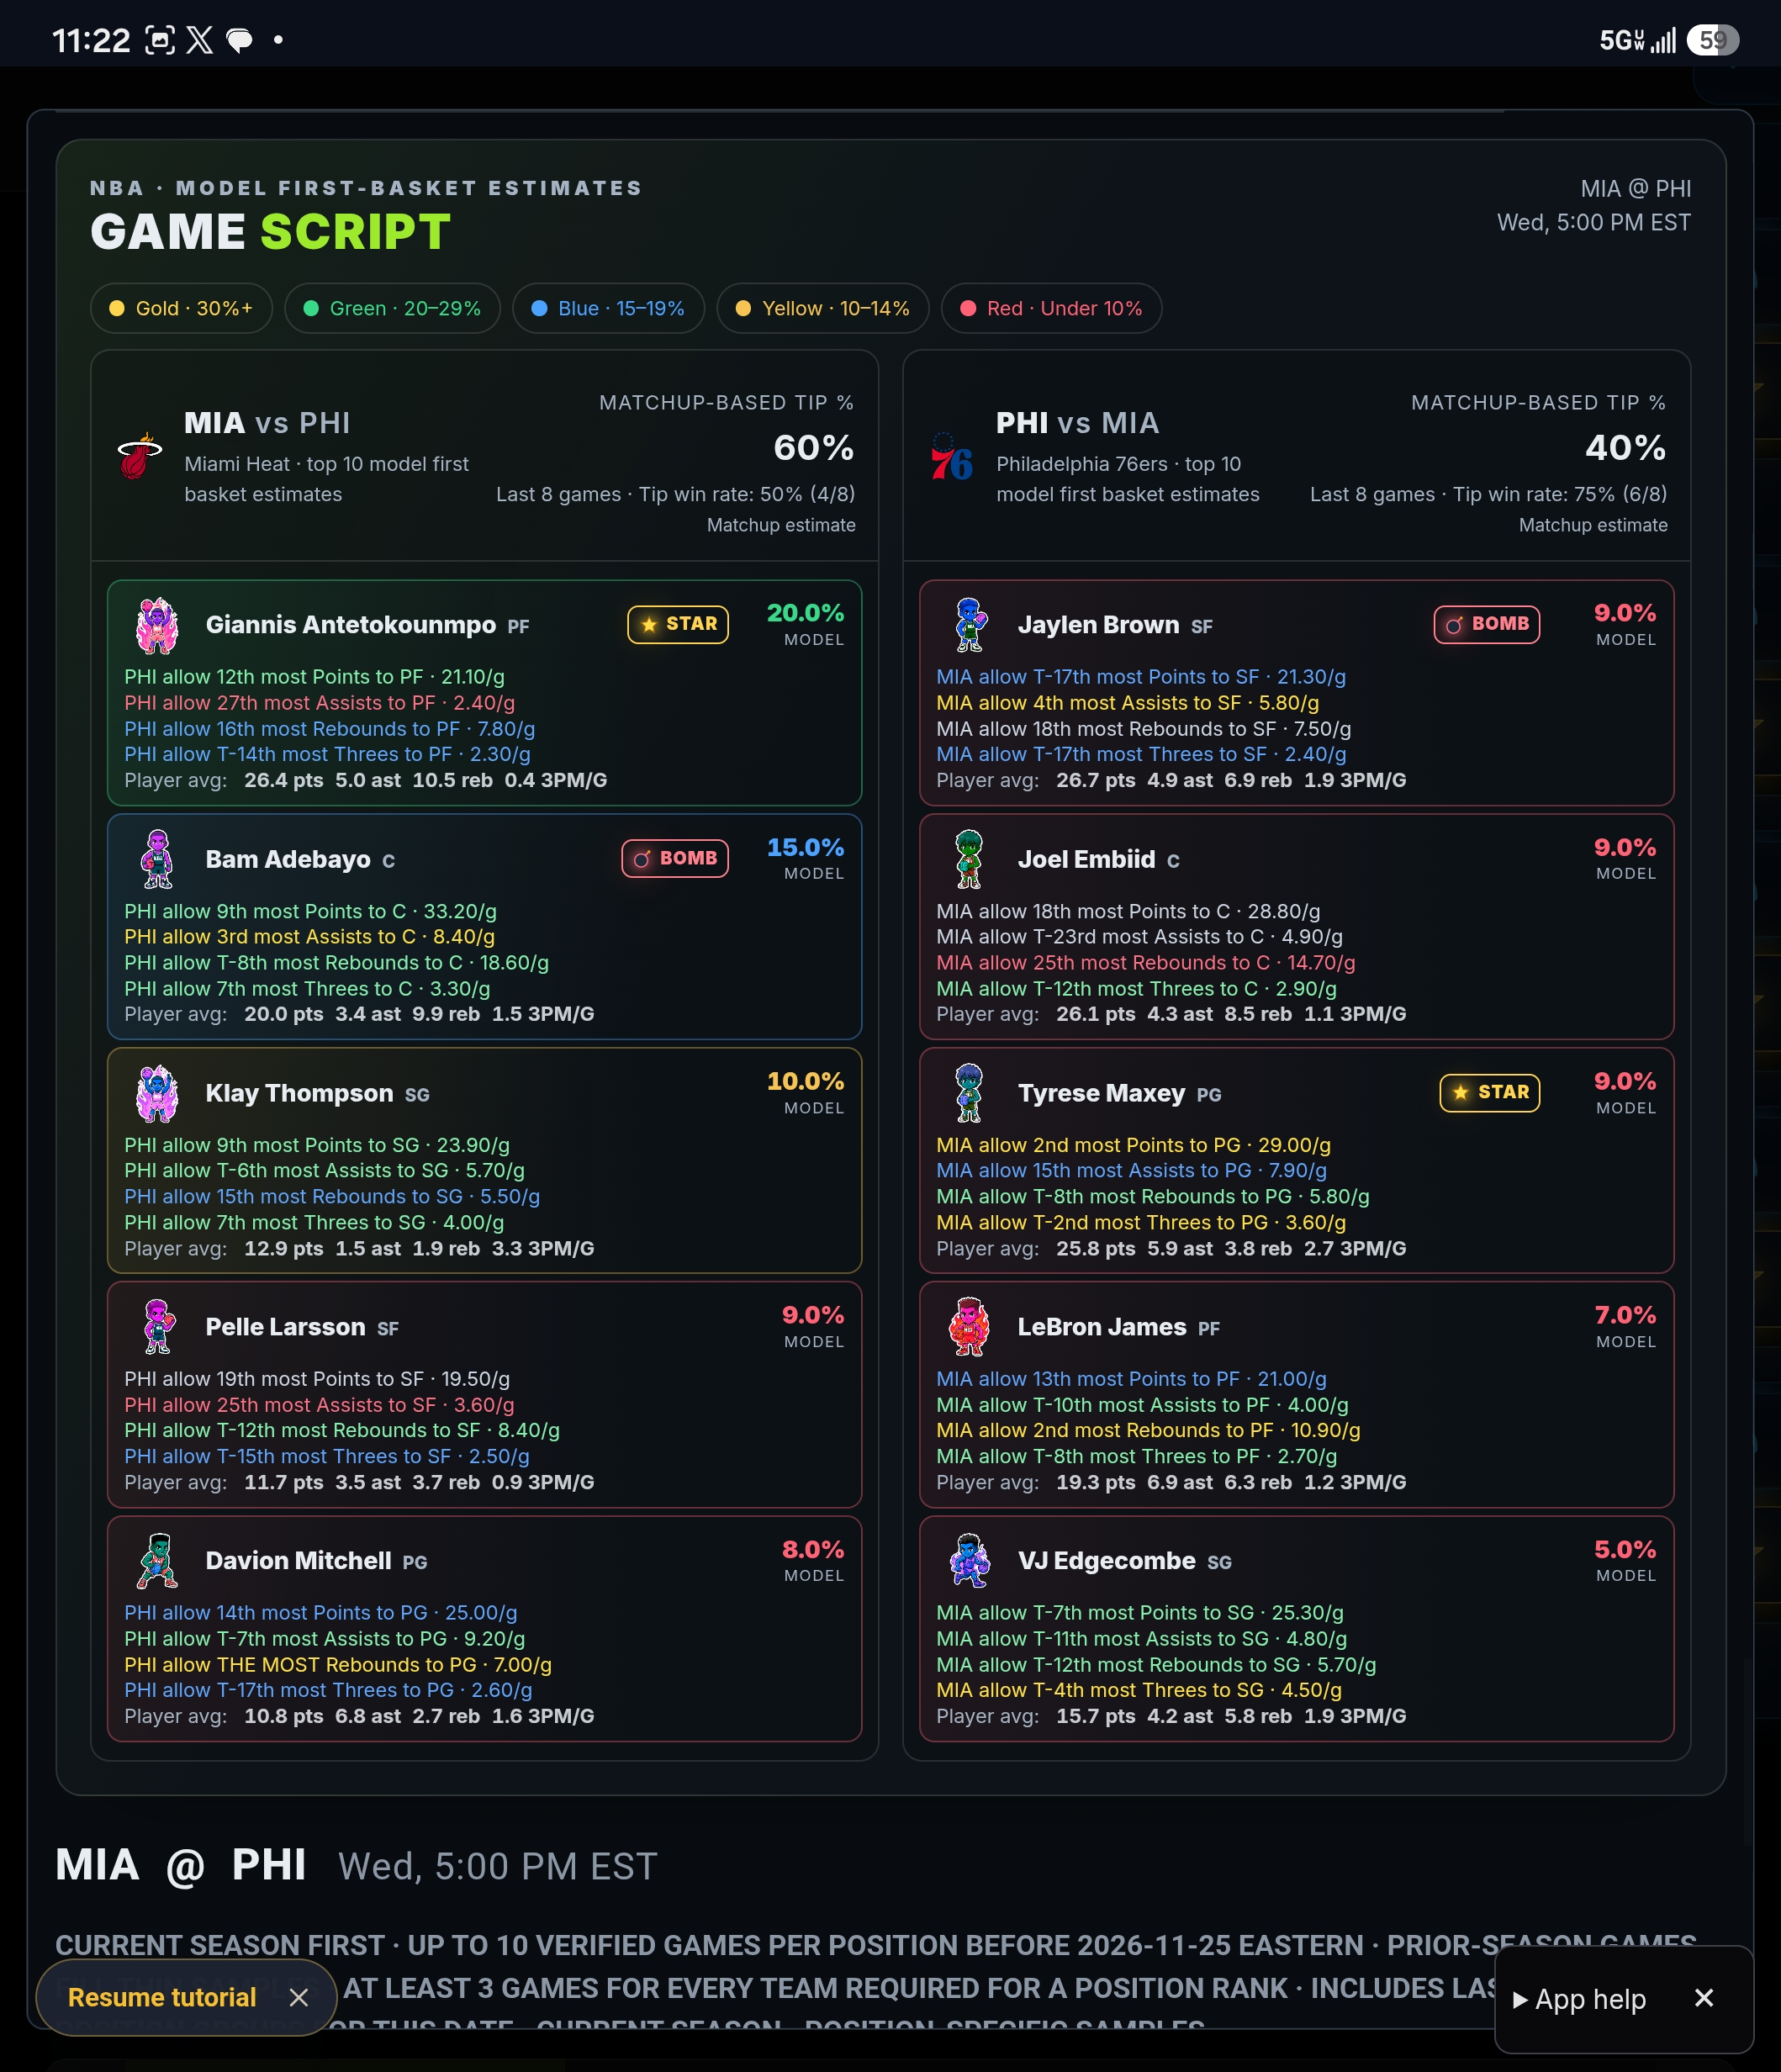 11:22
5G UW
59
NBA · MODEL FIRST-BASKET ESTIMATES
GAME SCRIPT
MIA @ PHI
Wed, 5:00 PM EST
Gold · 30%+
Green · 20–29%
Blue · 15–19%
Yellow · 10–14%
Red · Under 10%
MIA vs PHI
Miami Heat · top 10 model first
basket estimates
MATCHUP-BASED TIP %
60%
Last 8 games · Tip win rate: 50% (4/8)
Matchup estimate
Giannis Antetokounmpo PF
STAR
20.0%
MODEL
PHI allow 12th most Points to PF · 21.10/g
PHI allow 27th most Assists to PF · 2.40/g
PHI allow 16th most Rebounds to PF · 7.80/g
PHI allow T-14th most Threes to PF · 2.30/g
Player avg: 26.4 pts 5.0 ast 10.5 reb 0.4 3PM/G
Bam Adebayo C
BOMB
15.0%
MODEL
PHI allow 9th most Points to C · 33.20/g
PHI allow 3rd most Assists to C · 8.40/g
PHI allow T-8th most Rebounds to C · 18.60/g
PHI allow 7th most Threes to C · 3.30/g
Player avg: 20.0 pts 3.4 ast 9.9 reb 1.5 3PM/G
Klay Thompson SG
10.0%
MODEL
PHI allow 9th most Points to SG · 23.90/g
PHI allow T-6th most Assists to SG · 5.70/g
PHI allow 15th most Rebounds to SG · 5.50/g
PHI allow 7th most Threes to SG · 4.00/g
Player avg: 12.9 pts 1.5 ast 1.9 reb 3.3 3PM/G
Pelle Larsson SF
9.0%
MODEL
PHI allow 19th most Points to SF · 19.50/g
PHI allow 25th most Assists to SF · 3.60/g
PHI allow T-12th most Rebounds to SF · 8.40/g
PHI allow T-15th most Threes to SF · 2.50/g
Player avg: 11.7 pts 3.5 ast 3.7 reb 0.9 3PM/G
Davion Mitchell PG
8.0%
MODEL
PHI allow 14th most Points to PG · 25.00/g
PHI allow T-7th most Assists to PG · 9.20/g
PHI allow THE MOST Rebounds to PG · 7.00/g
PHI allow T-17th most Threes to PG · 2.60/g
Player avg: 10.8 pts 6.8 ast 2.7 reb 1.6 3PM/G
76
PHI vs MIA
Philadelphia 76ers · top 10
model first basket estimates
MATCHUP-BASED TIP %
40%
Last 8 games · Tip win rate: 75% (6/8)
Matchup estimate
Jaylen Brown SF
BOMB
9.0%
MODEL
MIA allow T-17th most Points to SF · 21.30/g
MIA allow 4th most Assists to SF · 5.80/g
MIA allow 18th most Rebounds to SF · 7.50/g
MIA allow T-17th most Threes to SF · 2.40/g
Player avg: 26.7 pts 4.9 ast 6.9 reb 1.9 3PM/G
Joel Embiid C
9.0%
MODEL
MIA allow 18th most Points to C · 28.80/g
MIA allow T-23rd most Assists to C · 4.90/g
MIA allow 25th most Rebounds to C · 14.70/g
MIA allow T-12th most Threes to C · 2.90/g
Player avg: 26.1 pts 4.3 ast 8.5 reb 1.1 3PM/G
Tyrese Maxey PG
STAR
9.0%
MODEL
MIA allow 2nd most Points to PG · 29.00/g
MIA allow 15th most Assists to PG · 7.90/g
MIA allow T-8th most Rebounds to PG · 5.80/g
MIA allow T-2nd most Threes to PG · 3.60/g
Player avg: 25.8 pts 5.9 ast 3.8 reb 2.7 3PM/G
LeBron James PF
7.0%
MODEL
MIA allow 13th most Points to PF · 21.00/g
MIA allow T-10th most Assists to PF · 4.00/g
MIA allow 2nd most Rebounds to PF · 10.90/g
MIA allow T-8th most Threes to PF · 2.70/g
Player avg: 19.3 pts 6.9 ast 6.3 reb 1.2 3PM/G
VJ Edgecombe SG
5.0%
MODEL
MIA allow T-7th most Points to SG · 25.30/g
MIA allow T-11th most Assists to SG · 4.80/g
MIA allow T-12th most Rebounds to SG · 5.70/g
MIA allow T-4th most Threes to SG · 4.50/g
Player avg: 15.7 pts 4.2 ast 5.8 reb 1.9 3PM/G
MIA @ PHI Wed, 5:00 PM EST
CURRENT SEASON FIRST · UP TO 10 VERIFIED GAMES PER POSITION BEFORE 2026-11-25 EASTERN · PRIOR-SEASON GAMES
AT LEAST 3 GAMES FOR EVERY TEAM REQUIRED FOR A POSITION RANK · INCLUDES
FOR THIS DATE · CURRENT SEASON · POSITION-SPECIFIC SAMPLES
Resume tutorial
App help